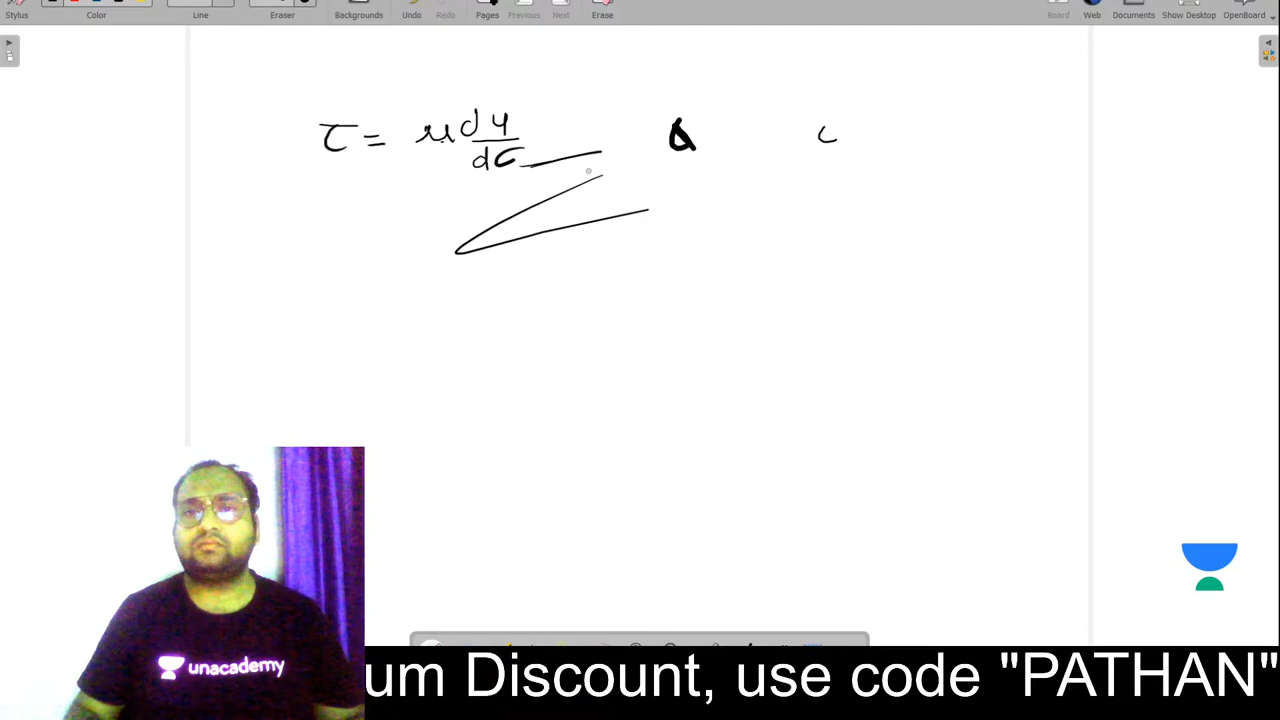 Stylus Color Line Eraser Backgrounds Undo Redo Pages Previous Next Erase Board Web Documents Show Desktop OpenBoard
τ = μ dy
dc
&
unacademy
um Discount, use code "PATHAN"